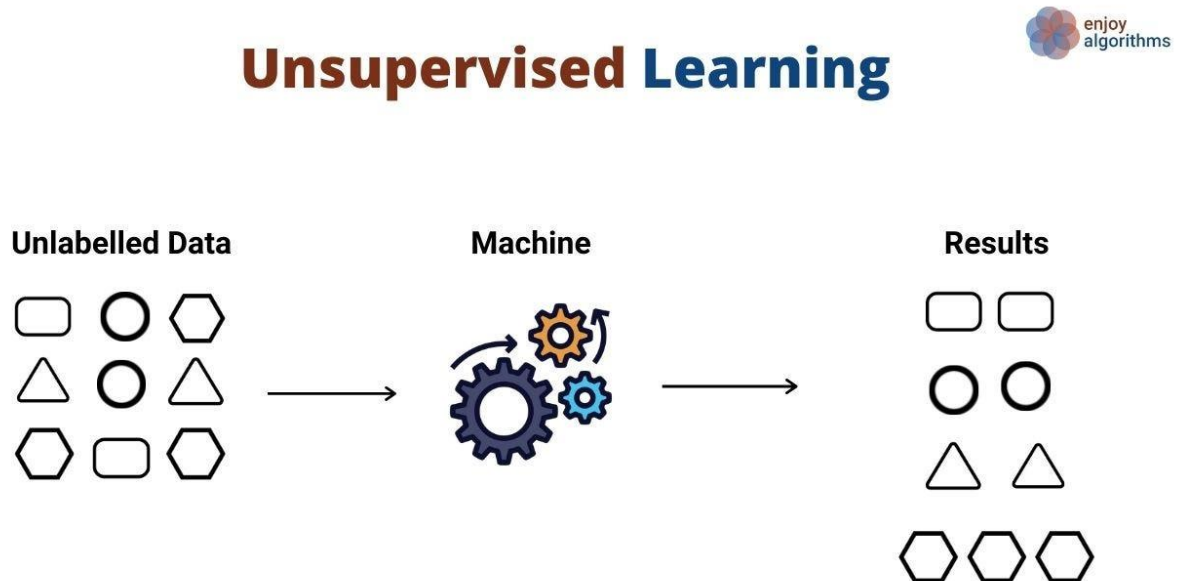 enjoy
algorithms
Unsupervised Learning
Unlabelled Data
Machine
Results